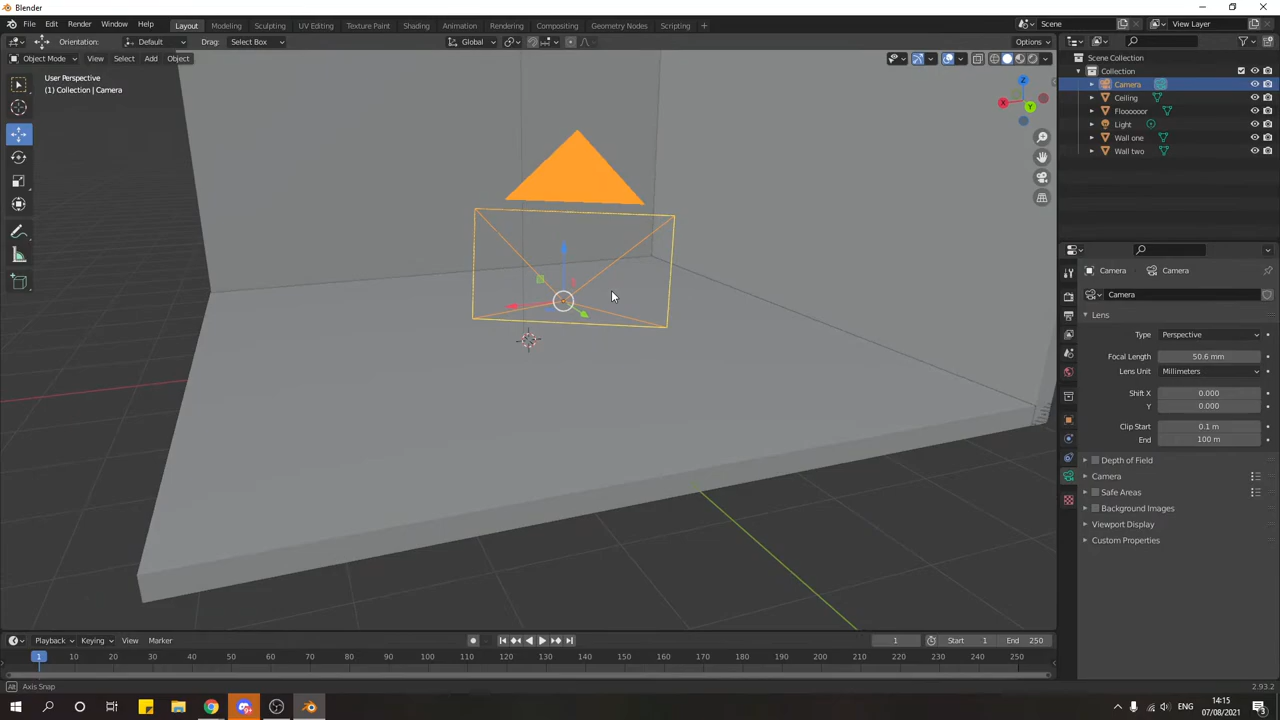 Blender
File Edit Render Window Help Layout Modeling Sculpting UV Editing Texture Paint Shading Animation Rendering Compositing Geometry Nodes Scripting + Scene View Layer
Orientation: Default Drag: Select Box Global Options
Object Mode View Select Add Object
User Perspective
(1) Collection | Camera
Z
X
Y
Scene Collection
Collection
Camera
Ceiling
Floooooor
Light
Wall one
Wall two
Camera Camera
Camera
Lens
Type Perspective
Focal Length 50.6 mm
Lens Unit Millimeters
Shift X 0.000
Y 0.000
Clip Start 0.1 m
End 100 m
Depth of Field
Camera
Safe Areas
Background Images
Viewport Display
Custom Properties
Playback Keying View Marker 1 Start 1 End 250
1 10 20 30 40 50 60 70 80 90 100 110 120 130 140 150 160 170 180 190 200 210 220 230 240 250
Axis Snap 2.93.2
ENG 14:15
07/08/2021 3